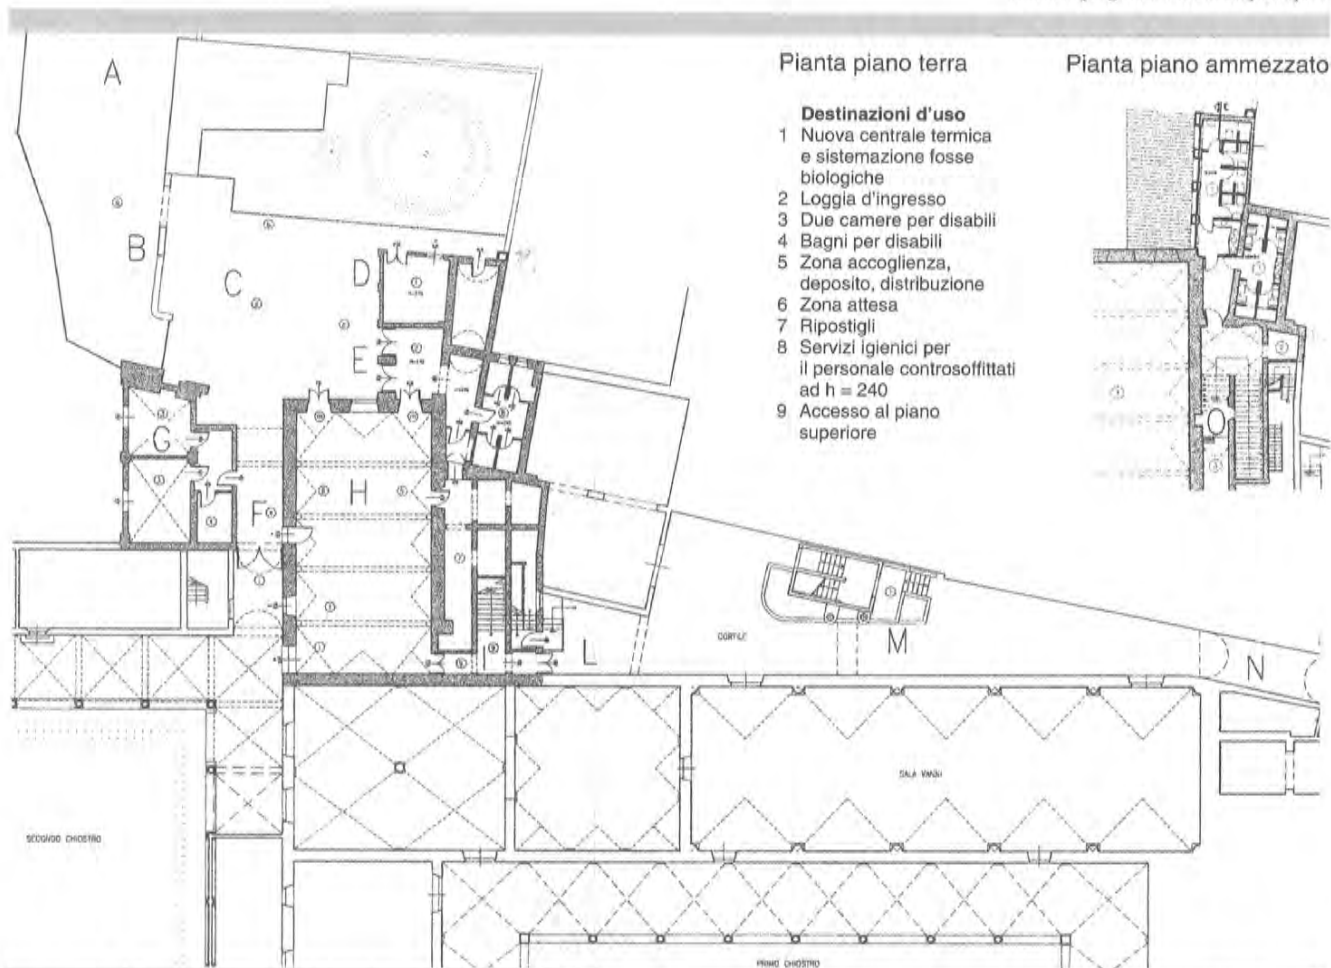 Pianta piano terra
Pianta piano ammezzato
Destinazioni d'uso
1 Nuova centrale termica
e sistemazione fosse
biologiche
2 Loggia d'ingresso
3 Due camere per disabili
4 Bagni per disabili
5 Zona accoglienza,
deposito, distribuzione
6 Zona attesa
7 Ripostigli
8 Servizi igienici per
il personale controsoffittati
ad h = 240
9 Accesso al piano
superiore
A
B
C
D
E
F
G
H
I
L
M
N
CORTILE
SECONDO CHIOSTRO
PRIMO CHIOSTRO